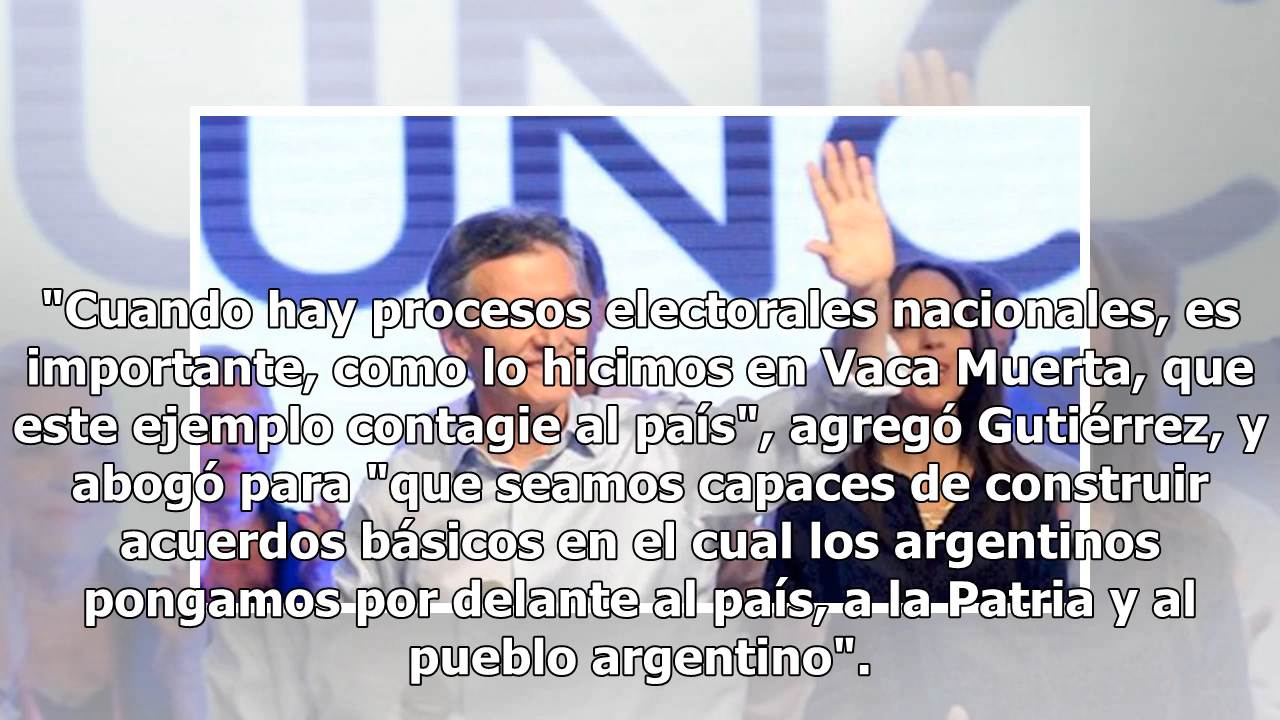 UNC
"Cuando hay procesos electorales nacionales, es
importante, como lo hicimos en Vaca Muerta, que
este ejemplo contagie al país", agregó Gutiérrez, y
abogó para "que seamos capaces de construir
acuerdos básicos en el cual los argentinos
pongamos por delante al país, a la Patria y al
pueblo argentino".